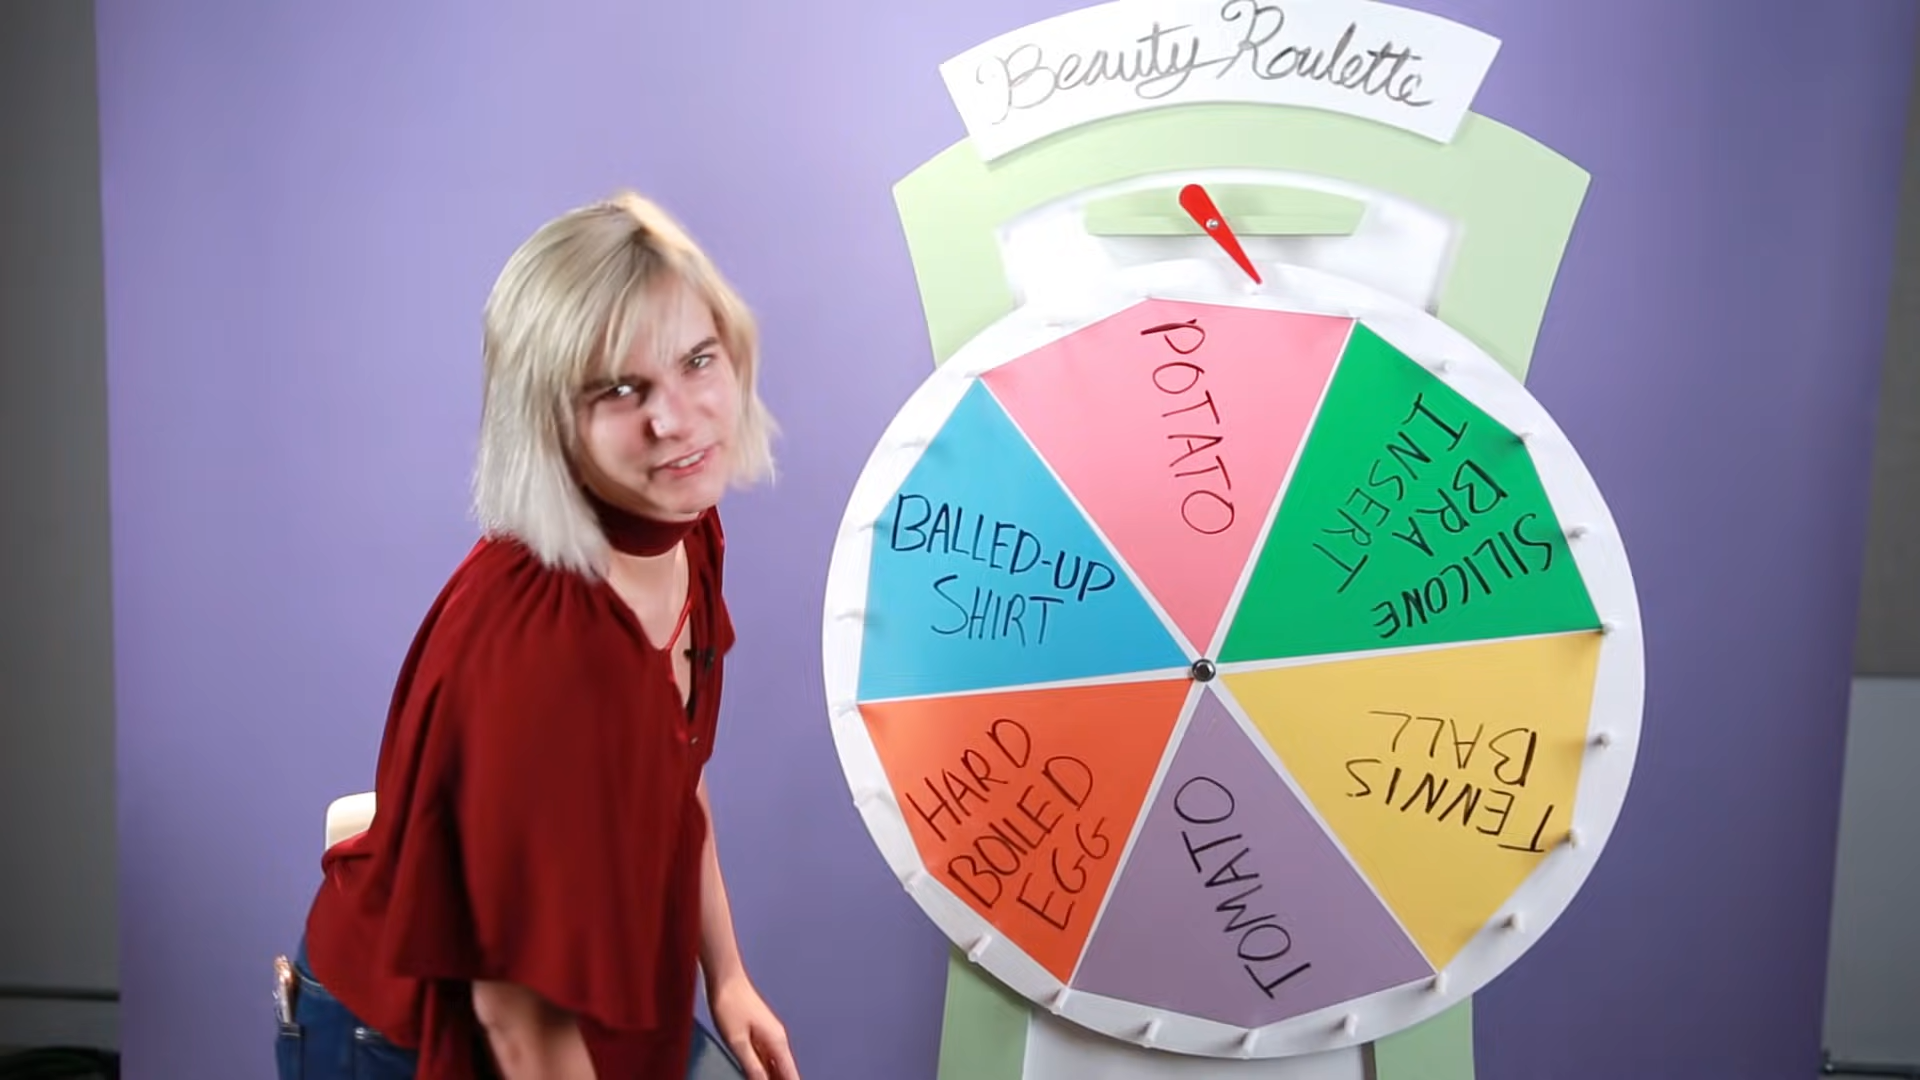 Beauty Roulette
POTATO
SILICONE
BRA
INSERT
TENNIS
BALL
TOMATO
HARD
BOILED
EGG
BALLED-UP
SHIRT